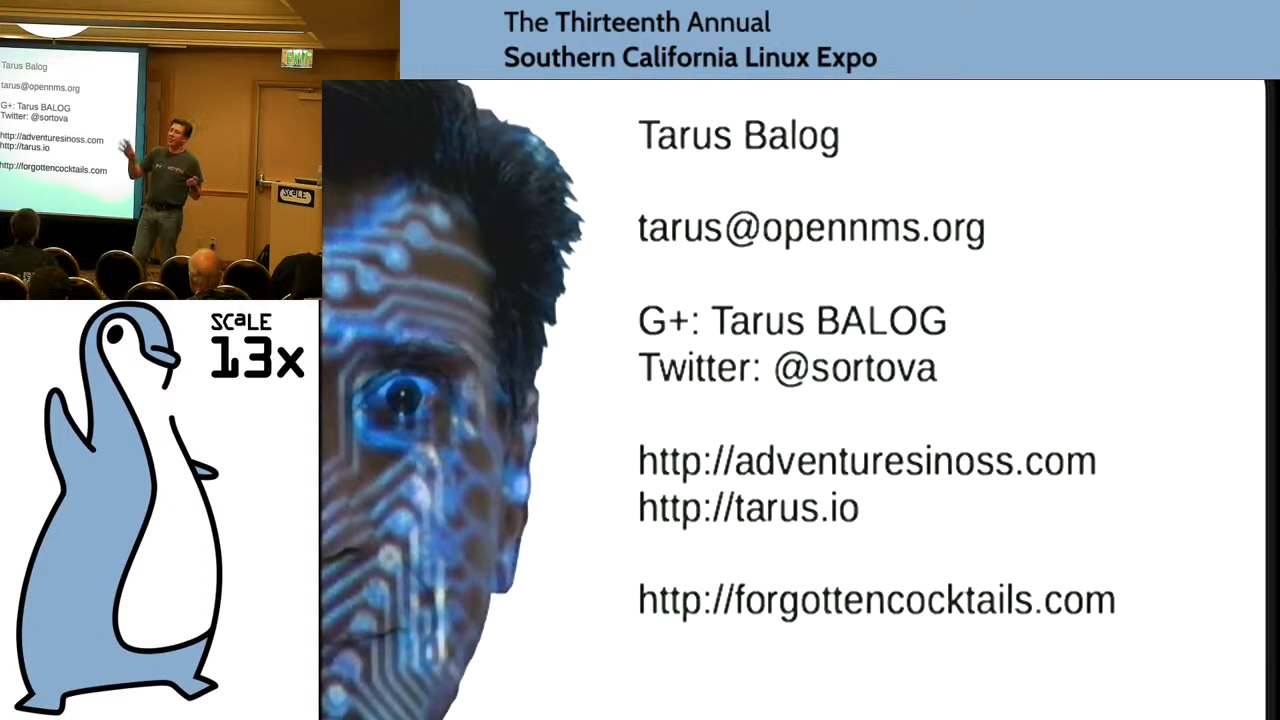 The Thirteenth Annual
Southern California Linux Expo
EXIT
Tarus Balog
tarus@opennms.org
G+: Tarus BALOG
Twitter: @sortova
http://adventuresinoss.com
http://tarus.io
http://forgottencocktails.com
SCaLE
SCaLE
13x
Tarus Balog
tarus@opennms.org
G+: Tarus BALOG
Twitter: @sortova
http://adventuresinoss.com
http://tarus.io
http://forgottencocktails.com